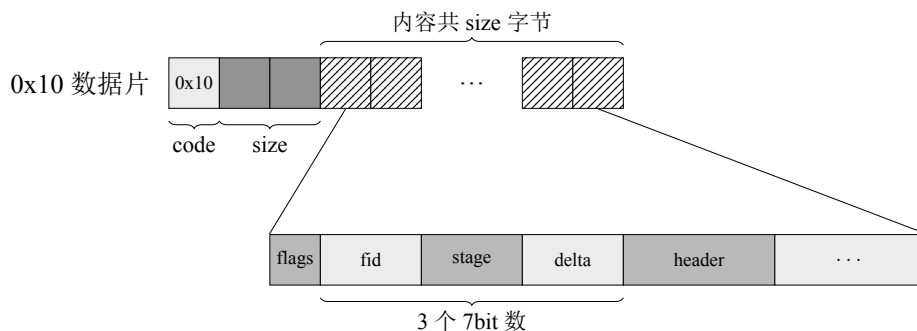 内容共 size 字节
0x10 数据片
0x10
· · ·
code
size
flags
fid
stage
delta
header
· · ·
3 个 7bit 数